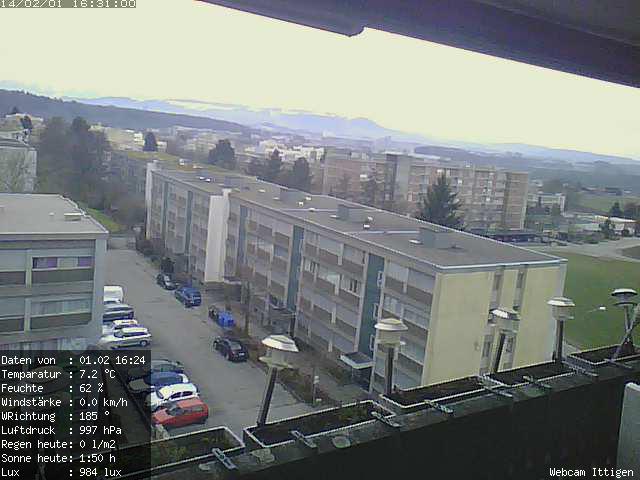 14/02/01 16:31:00
Daten von : 01.02 16:24
Temparatur : 7.2 °C
Feuchte : 62 %
Windstärke : 0.0 km/h
WRichtung : 185 °
Luftdruck : 997 hPa
Regen heute: 0 l/m2
Sonne heute: 1:50 h
Lux : 984 lux
Webcam Ittigen